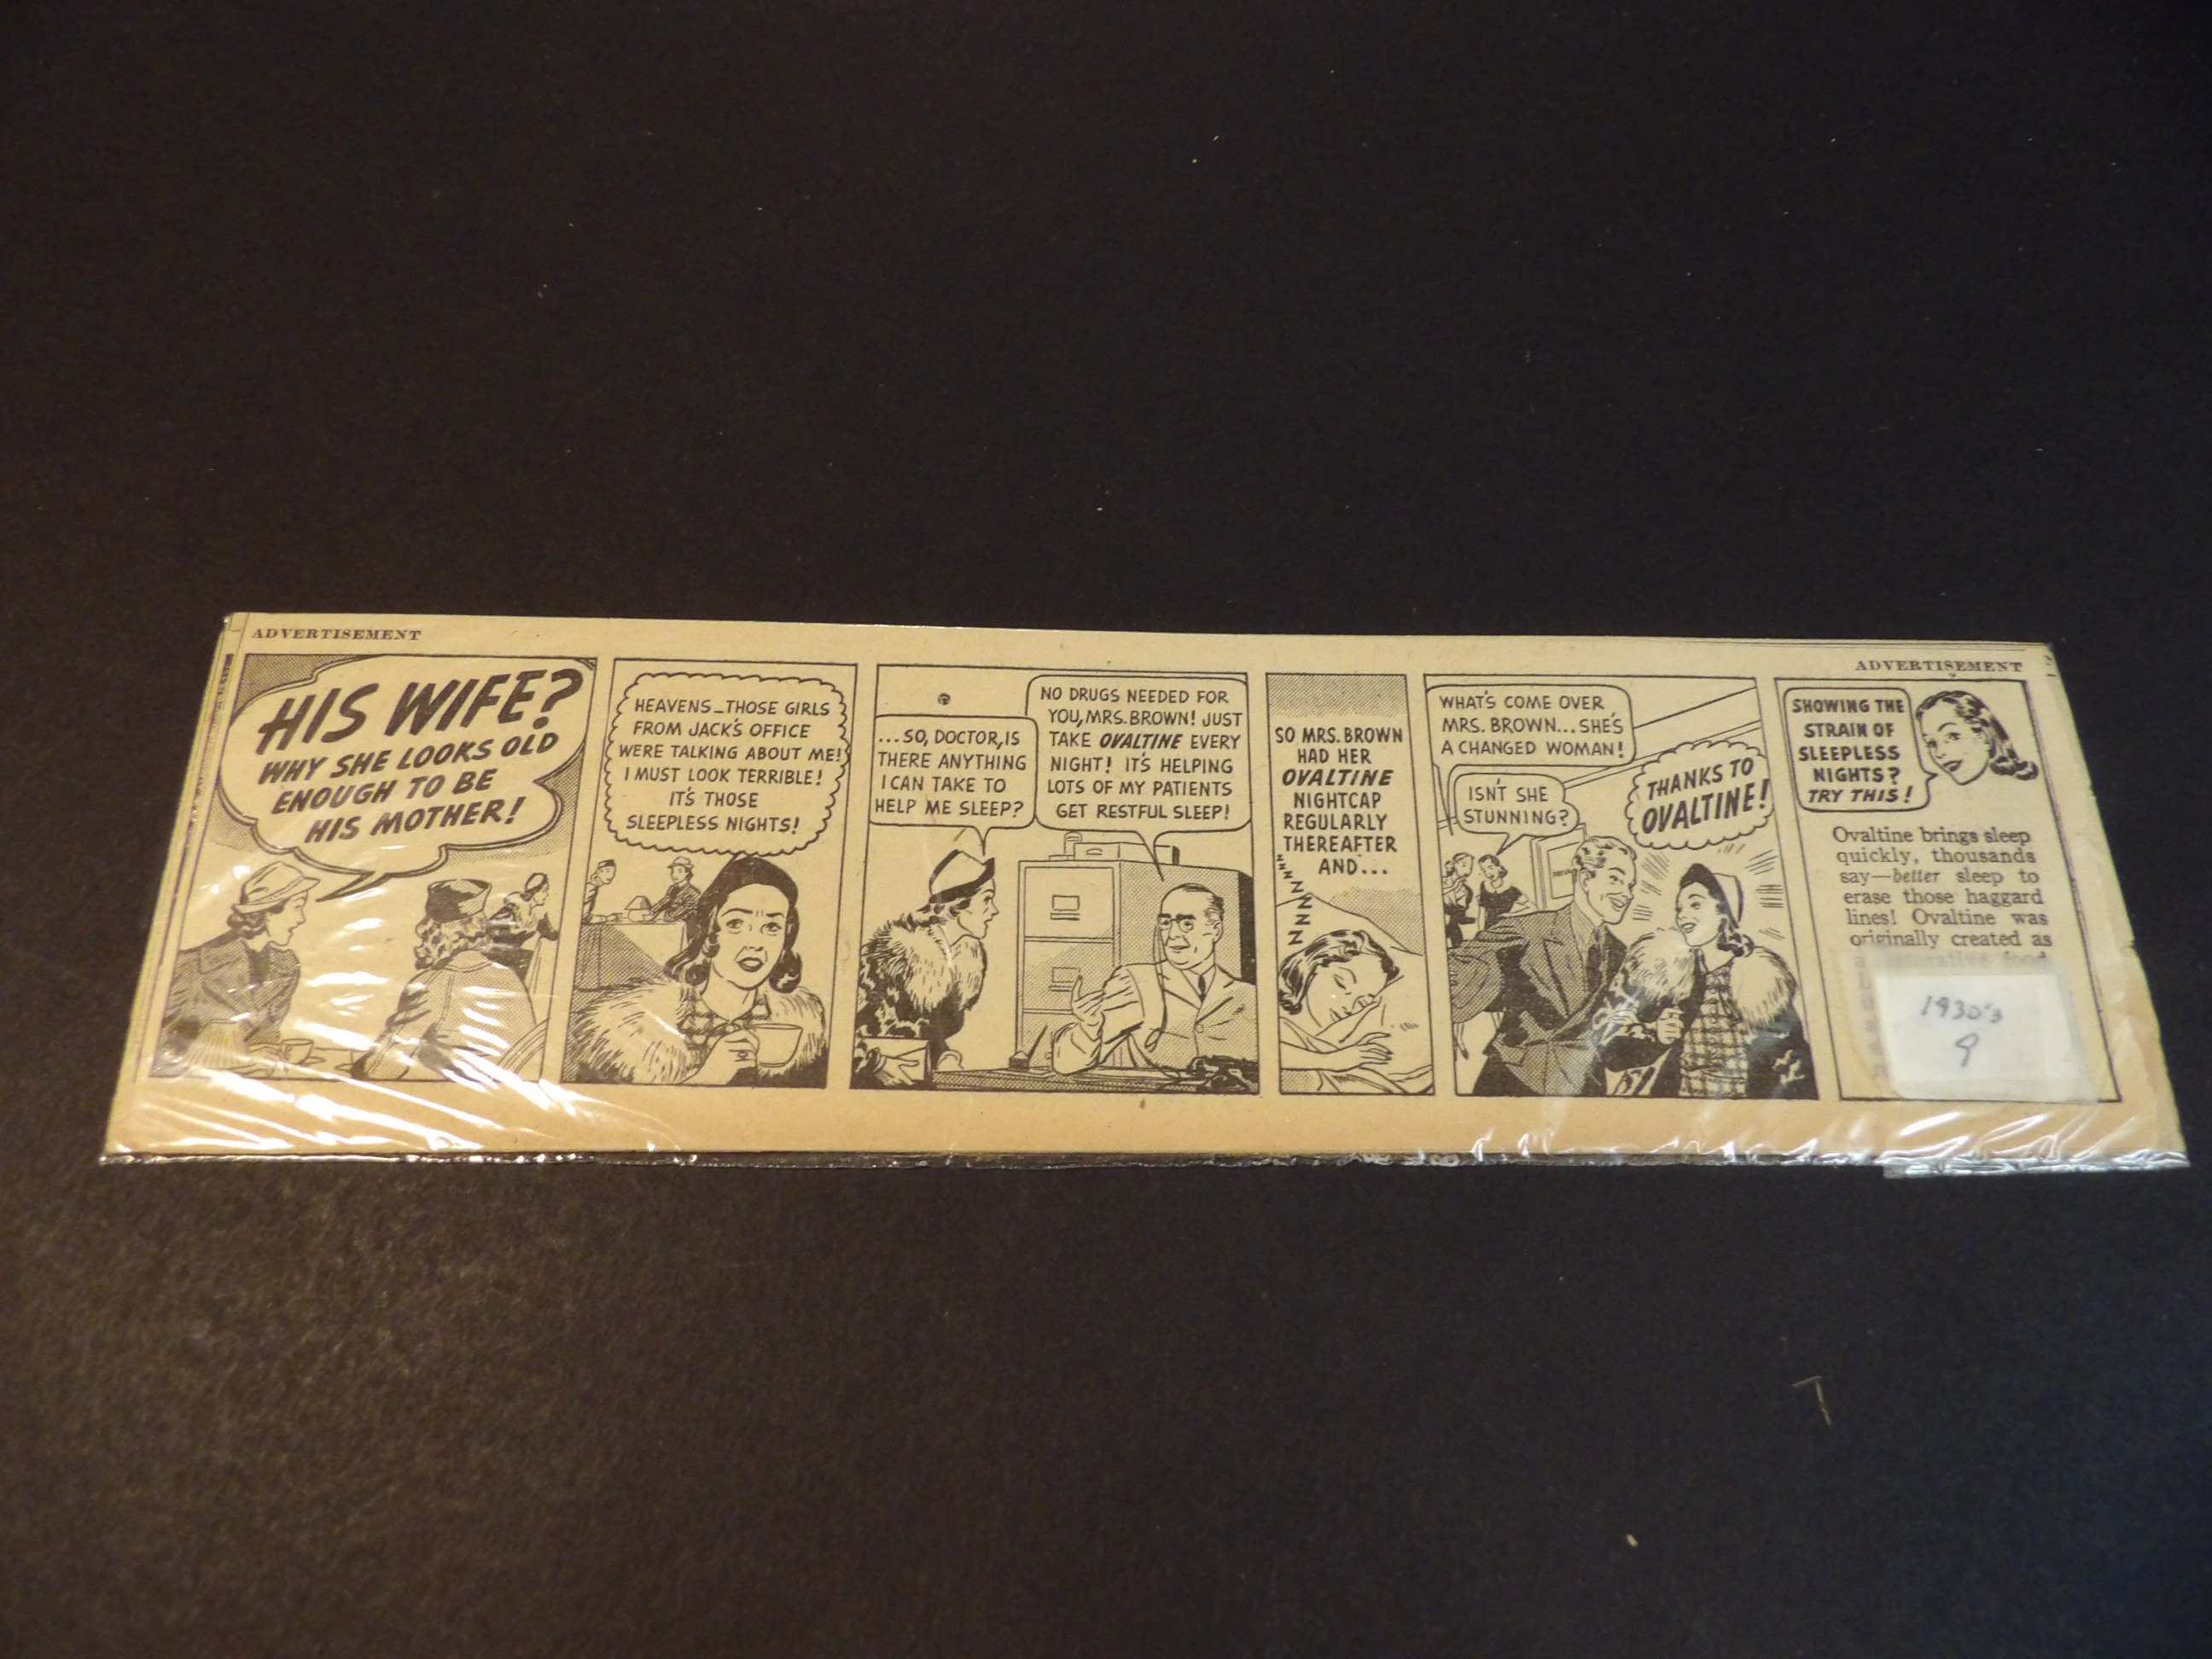 ADVERTISEMENT
ADVERTISEMENT
HIS WIFE?
WHY SHE LOOKS OLD
ENOUGH TO BE
HIS MOTHER!
HEAVENS_THOSE GIRLS
FROM JACK'S OFFICE
WERE TALKING ABOUT ME!
I MUST LOOK TERRIBLE!
IT'S THOSE
SLEEPLESS NIGHTS!
...SO, DOCTOR, IS
THERE ANYTHING
I CAN TAKE TO
HELP ME SLEEP?
NO DRUGS NEEDED FOR
YOU, MRS. BROWN! JUST
TAKE OVALTINE EVERY
NIGHT! IT'S HELPING
LOTS OF MY PATIENTS
GET RESTFUL SLEEP!
SO MRS. BROWN
HAD HER
OVALTINE
NIGHTCAP
REGULARLY
THEREAFTER
AND...
WHAT'S COME OVER
MRS. BROWN...SHE'S
A CHANGED WOMAN!
ISN'T SHE
STUNNING?
THANKS TO
OVALTINE!
SHOWING THE
STRAIN OF
SLEEPLESS
NIGHTS?
TRY THIS!
Ovaltine brings sleep
quickly, thousands
say—better sleep to
erase those haggard
lines! Ovaltine was
originally created as
1930's
9